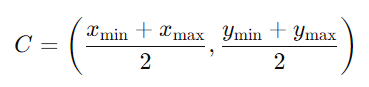 C = ( (x_min + x_max) / 2 , (y_min + y_max) / 2 )